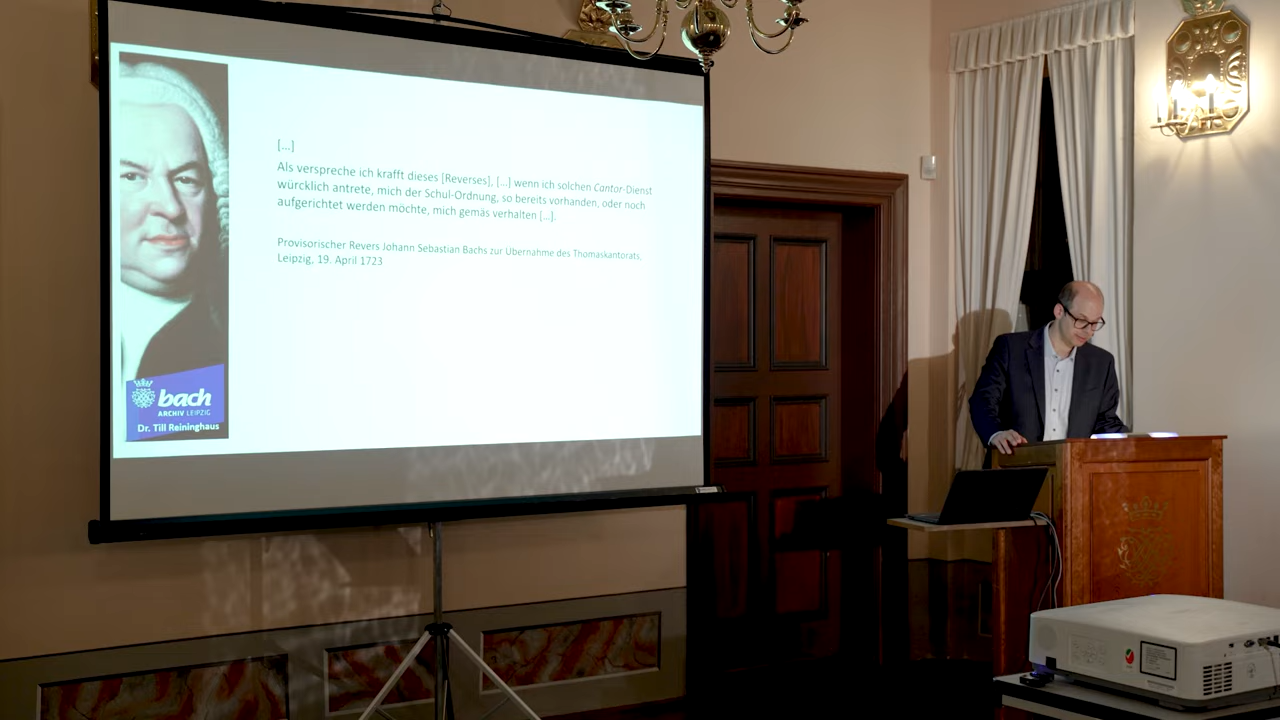 [...]
Als verspreche ich krafft dieses [Reverses], [...] wenn ich solchen Cantor-Dienst
würcklich antrete, mich der Schul-Ordnung, so bereits vorhanden, oder noch
aufgerichtet werden möchte, mich gemäs verhalten [...].
Provisorischer Revers Johann Sebastian Bachs zur Übernahme des Thomaskantorats,
Leipzig, 19. April 1723
bach
ARCHIV LEIPZIG
Dr. Till Reininghaus